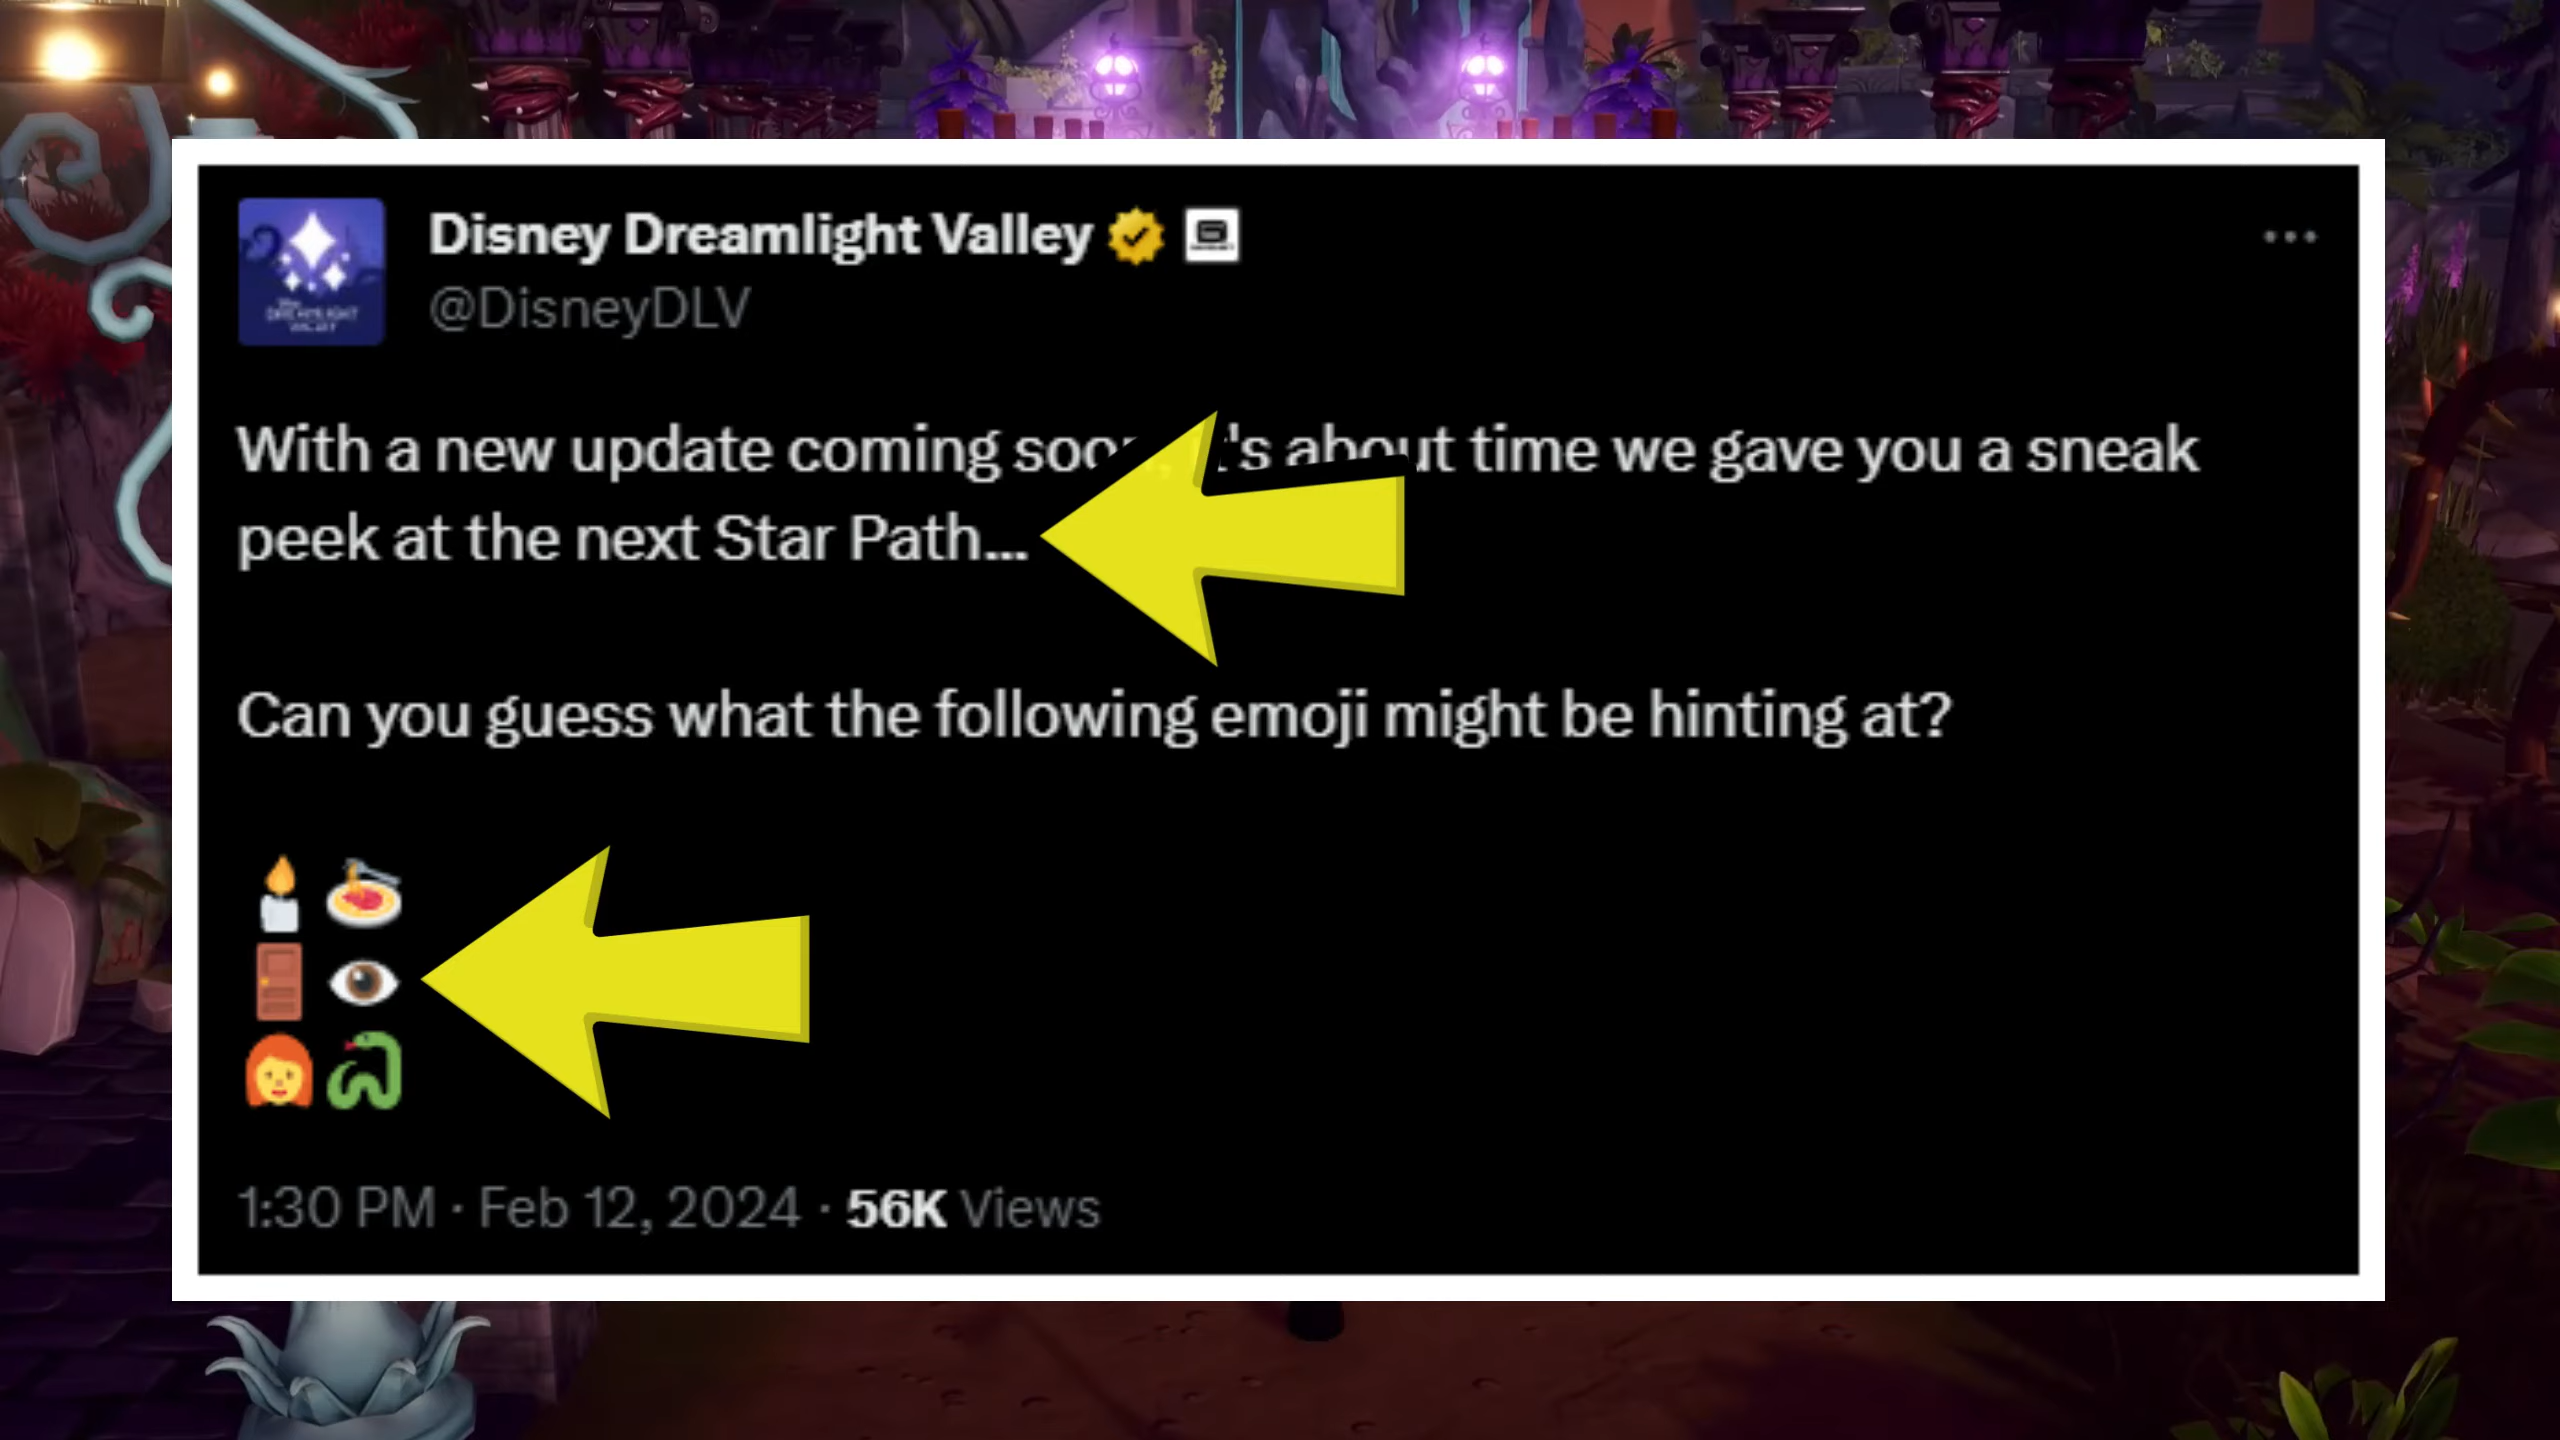 Disney Dreamlight Valley
@DisneyDLV
With a new update coming about time we gave you a sneak
peek at the next Star Path...
Can you guess what the following emoji might be hinting at?
1:30 PM · Feb 12, 2024 · 56K Views